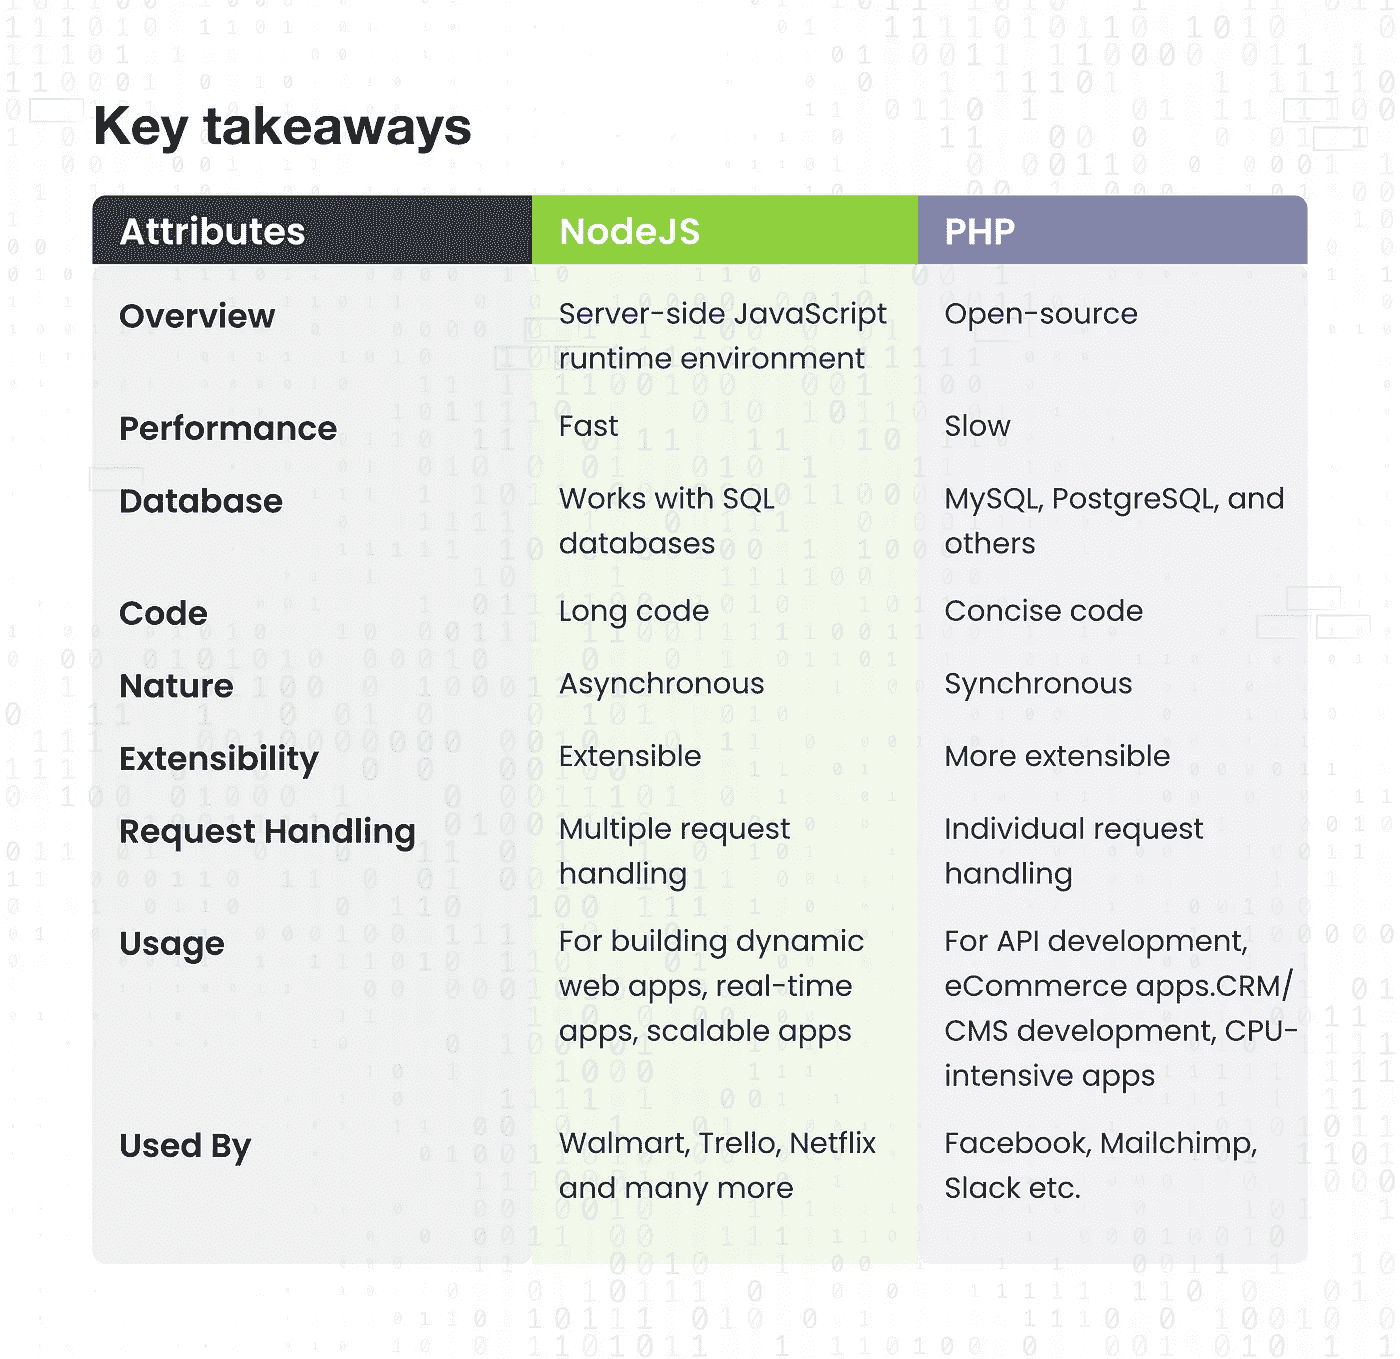 Key takeaways
Attributes NodeJS PHP
Overview Server-side JavaScript Open-source
runtime environment
Performance Fast Slow
Database Works with SQL MySQL, PostgreSQL, and
databases others
Code Long code Concise code
Nature Asynchronous Synchronous
Extensibility Extensible More extensible
Request Handling Multiple request Individual request
handling handling
Usage For building dynamic For API development,
web apps, real-time eCommerce apps.CRM/
apps, scalable apps CMS development, CPU-
intensive apps
Used By Walmart, Trello, Netflix Facebook, Mailchimp,
and many more Slack etc.